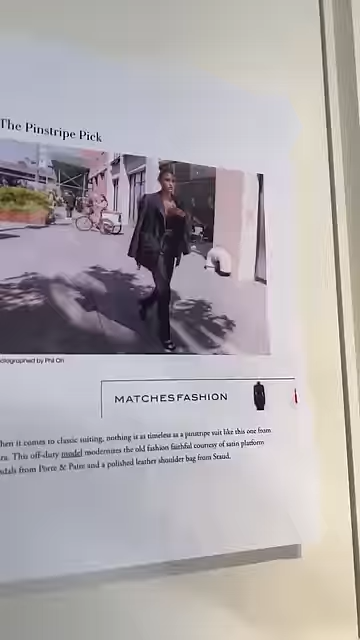 The Pinstripe Pick
tographed by Phil Oh
MATCHESFASHION
hen it comes to classic suiting, nothing is as timeless as a pinstripe suit like this one from
ra. This off-duty model modernizes the old fashion faithful courtesy of satin platform
ndals from Porte & Paire and a polished leather shoulder bag from Staud.